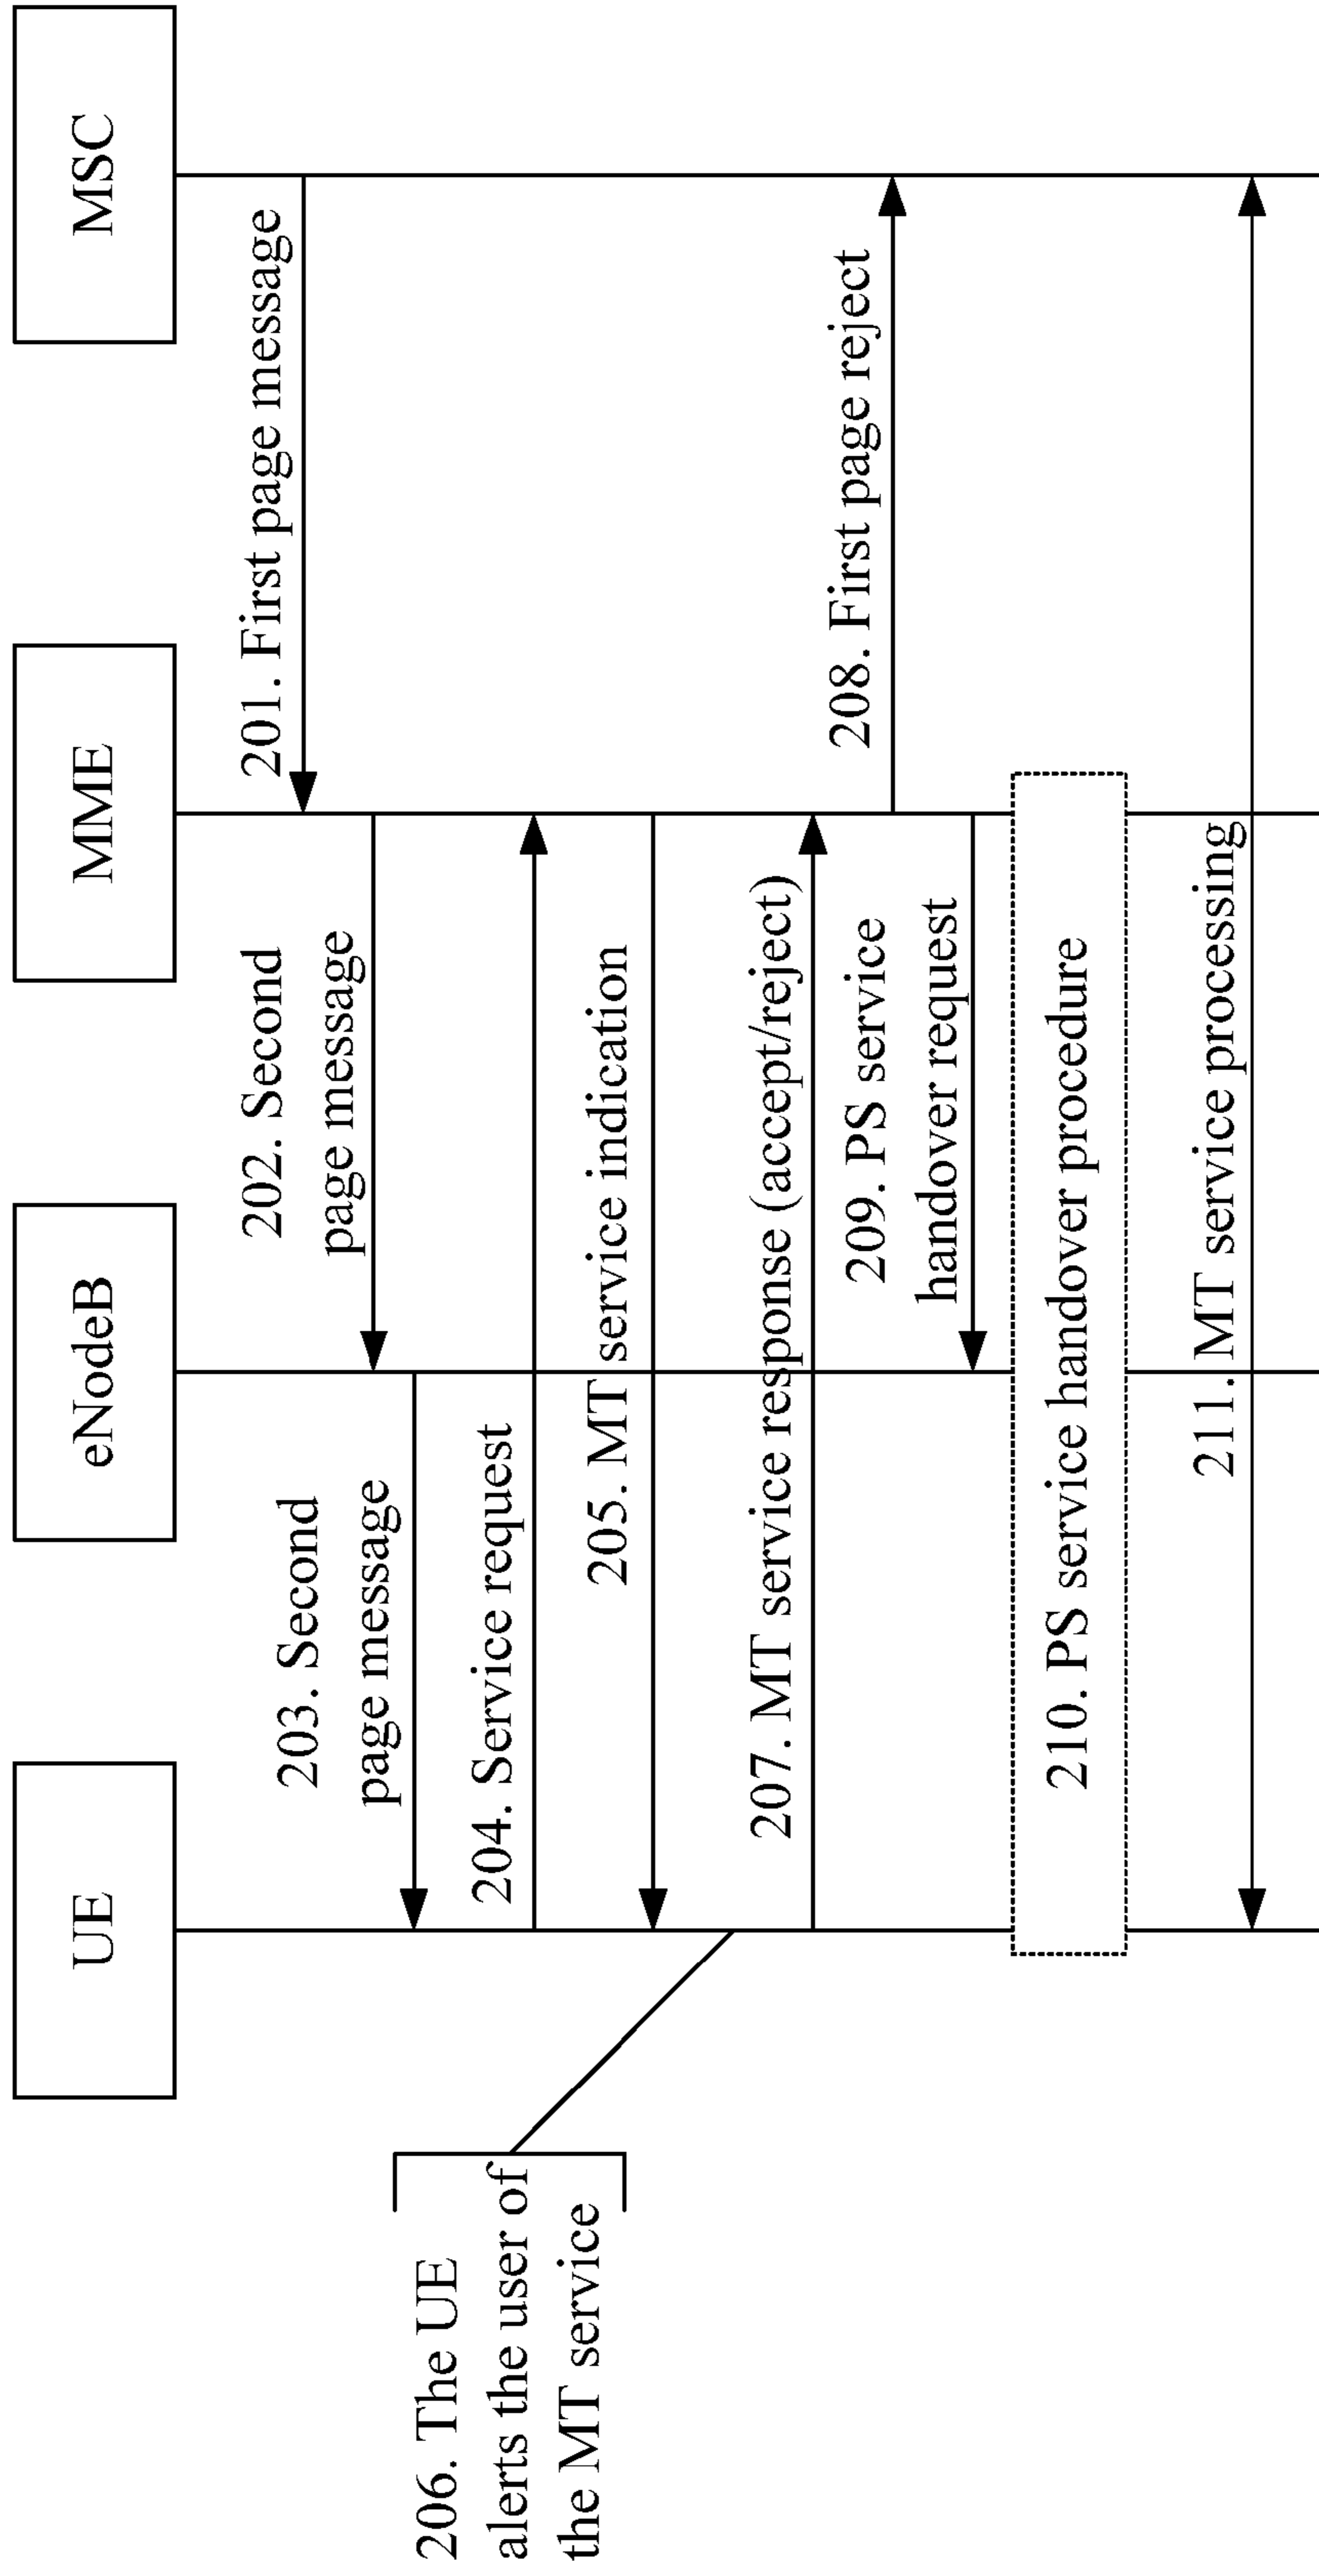 UE
eNodeB
MME
MSC
201. First page message
202. Second
page message
203. Second
page message
204. Service request
205. MT service indication
206. The UE
alerts the user of
the MT service
207. MT service response (accept/reject)
208. First page reject
209. PS service
handover request
210. PS service handover procedure
211. MT service processing